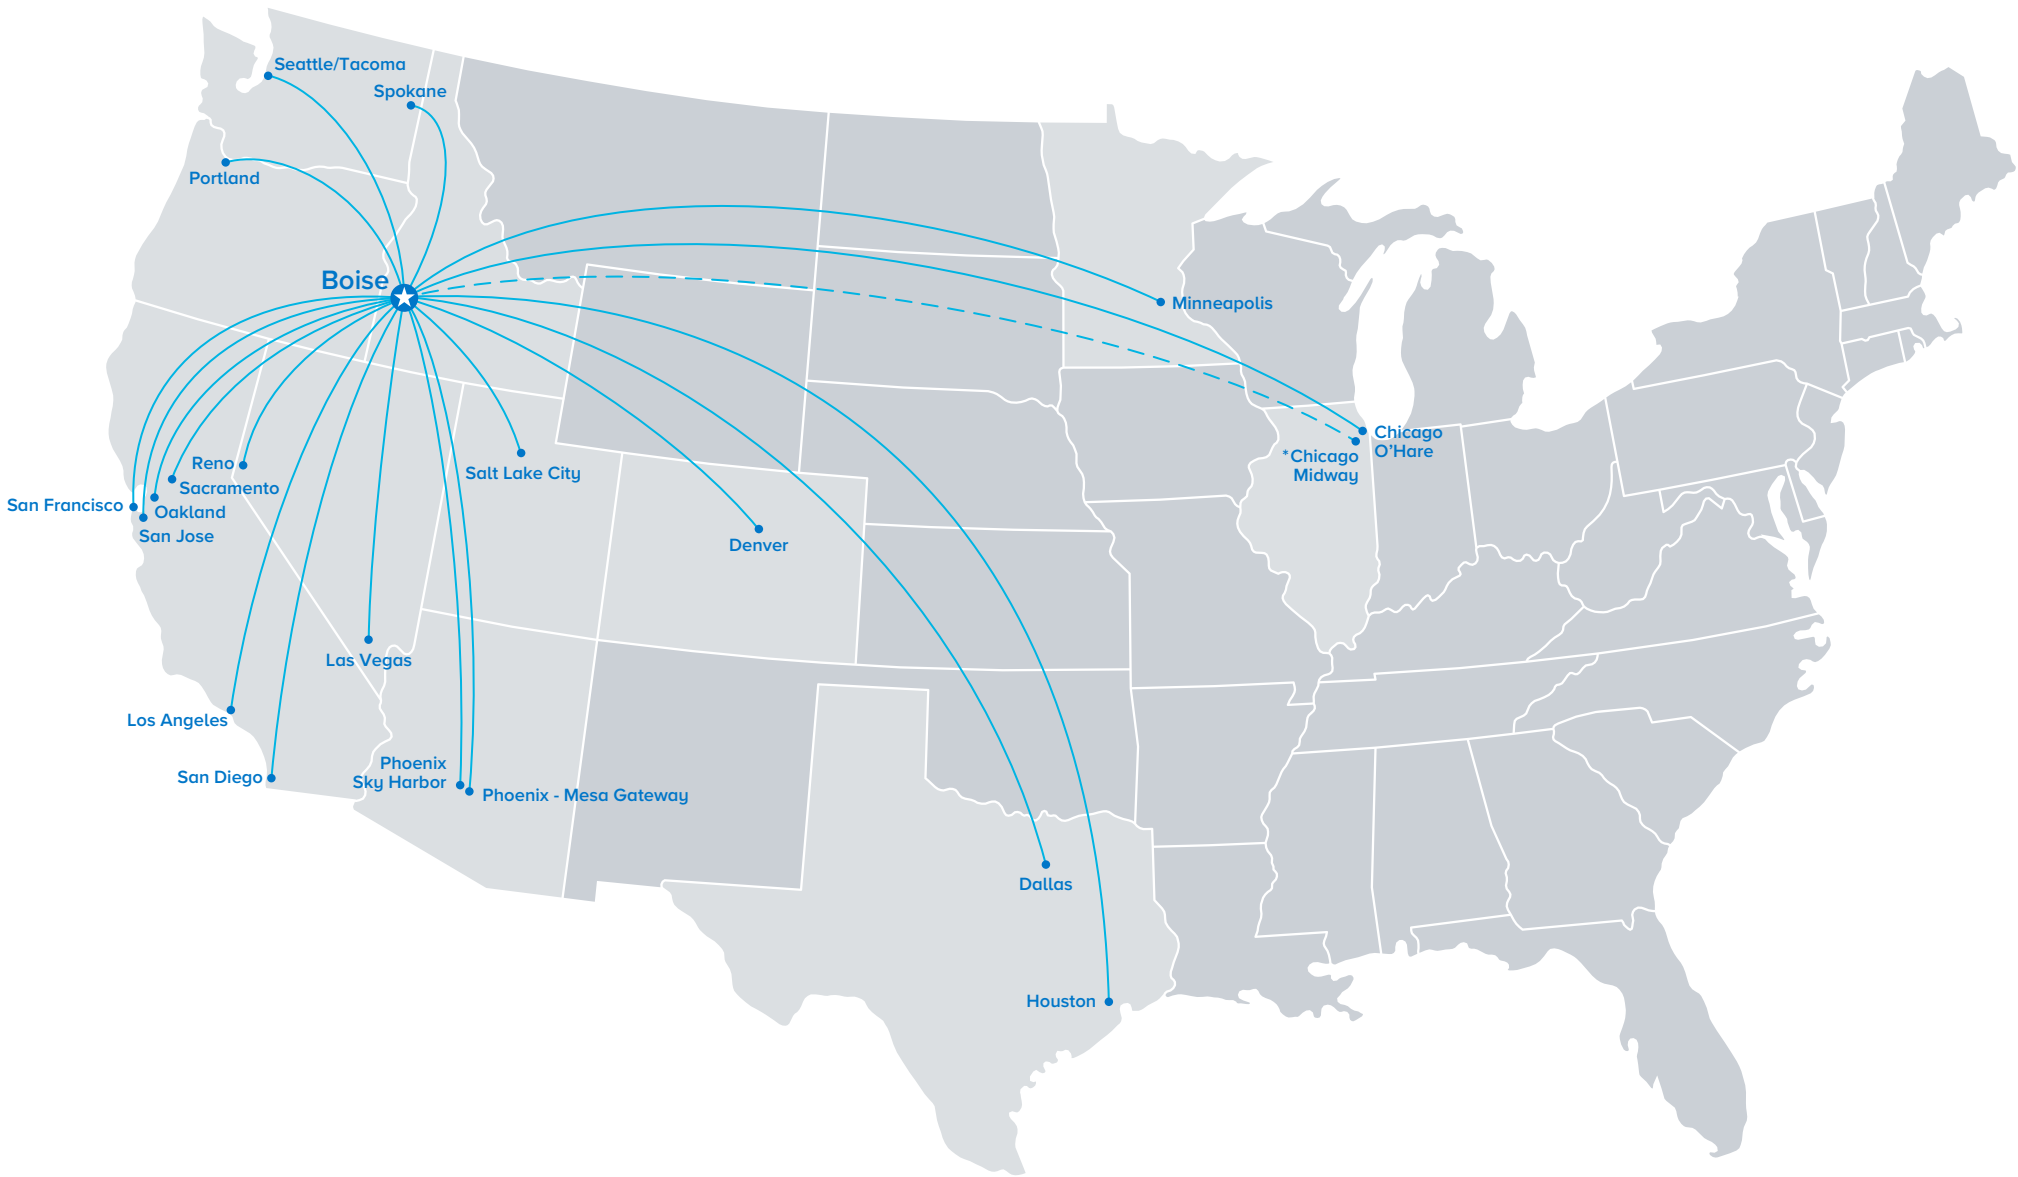 Seattle/Tacoma
Spokane
Portland
Boise
Minneapolis
Chicago
O’Hare
*Chicago
Midway
Reno
Salt Lake City
Sacramento
San Francisco
Oakland
San Jose
Denver
Las Vegas
Los Angeles
San Diego
Phoenix
Sky Harbor
Phoenix - Mesa Gateway
Dallas
Houston